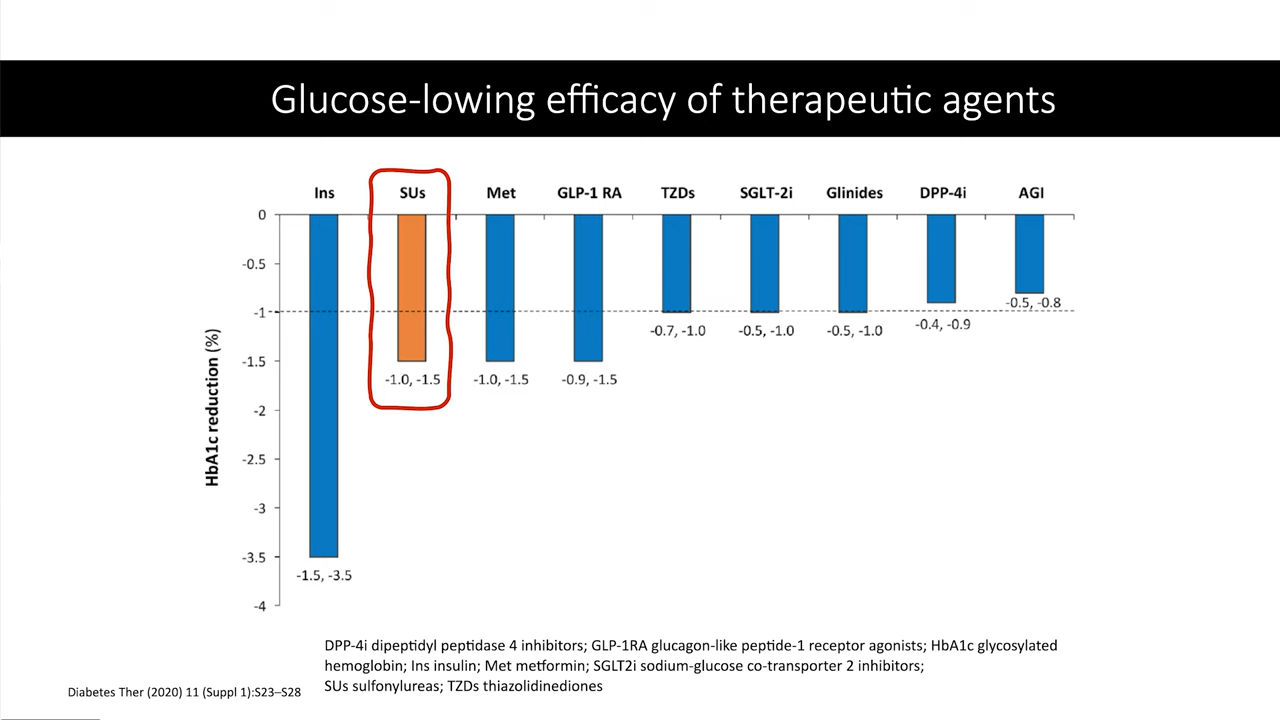 Glucose-lowing efficacy of therapeutic agents
Ins SUs Met GLP-1 RA TZDs SGLT-2i Glinides DPP-4i AGI
0
-0.5
-1
-1.5
-2
-2.5
-3
-3.5
-4
HbA1c reduction (%)
-1.5, -3.5
-1.0, -1.5
-1.0, -1.5
-0.9, -1.5
-0.7, -1.0
-0.5, -1.0
-0.5, -1.0
-0.4, -0.9
-0.5, -0.8
DPP-4i dipeptidyl peptidase 4 inhibitors; GLP-1RA glucagon-like peptide-1 receptor agonists; HbA1c glycosylated
hemoglobin; Ins insulin; Met metformin; SGLT2i sodium-glucose co-transporter 2 inhibitors;
SUs sulfonylureas; TZDs thiazolidinediones
Diabetes Ther (2020) 11 (Suppl 1):S23–S28